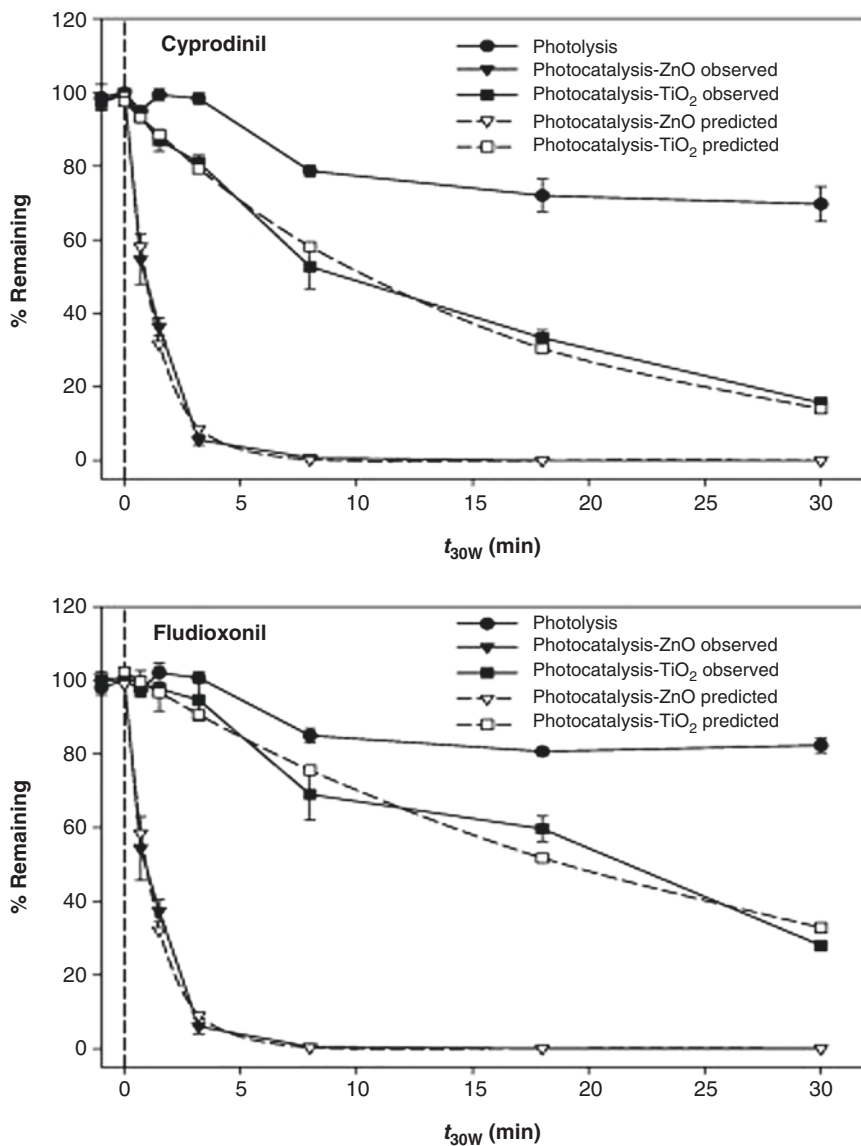 120
Cyprodinil
Photolysis
Photocatalysis-ZnO observed
100
Photocatalysis-TiO₂ observed
Photocatalysis-ZnO predicted
Photocatalysis-TiO₂ predicted
80
60
% Remaining
40
20
0
0 5 10 15 20 25 30
t30W (min)
120
Fludioxonil
Photolysis
Photocatalysis-ZnO observed
100
Photocatalysis-TiO₂ observed
Photocatalysis-ZnO predicted
Photocatalysis-TiO₂ predicted
80
60
% Remaining
40
20
0
0 5 10 15 20 25 30
t30W (min)